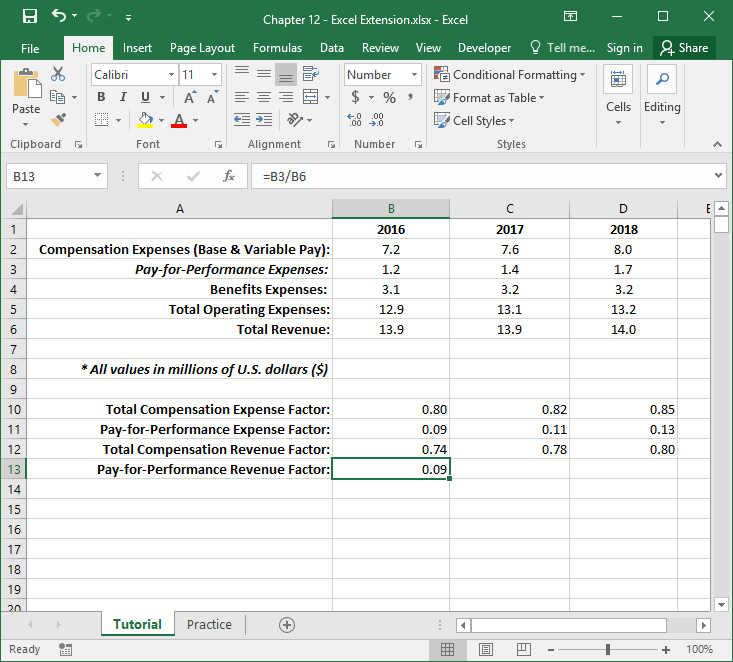 Chapter 12 - Excel Extension.xlsx - Excel
File Home Insert Page Layout Formulas Data Review View Developer Tell me... Sign in Share
Paste Calibri 11 Number Conditional Formatting Cells Editing
B I U A A $ % , Format as Table
A Cell Styles
Clipboard Font Alignment Number Styles
B13 fx =B3/B6
A B C D E
1 2016 2017 2018
2 Compensation Expenses (Base & Variable Pay): 7.2 7.6 8.0
3 Pay-for-Performance Expenses: 1.2 1.4 1.7
4 Benefits Expenses: 3.1 3.2 3.2
5 Total Operating Expenses: 12.9 13.1 13.2
6 Total Revenue: 13.9 13.9 14.0
7
8 * All values in millions of U.S. dollars ($)
9
10 Total Compensation Expense Factor: 0.80 0.82 0.85
11 Pay-for-Performance Expense Factor: 0.09 0.11 0.13
12 Total Compensation Revenue Factor: 0.74 0.78 0.80
13 Pay-for-Performance Revenue Factor: 0.09
14
15
16
17
18
19
20
Tutorial Practice
Ready 100%